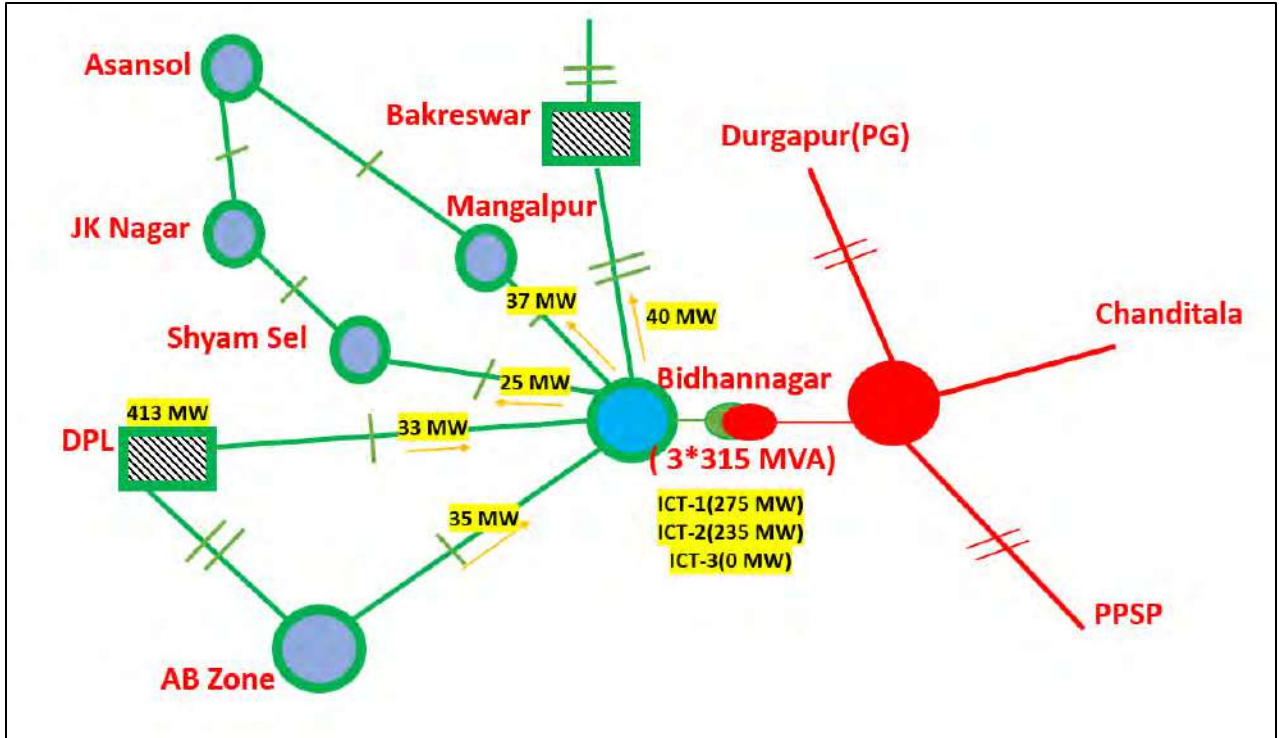 Asansol
Bakreswar
Durgapur(PG)
JK Nagar
Mangalpur
37 MW
40 MW
Chanditala
Shyam Sel
25 MW
Bidhannagar
413 MW
DPL
33 MW
( 3*315 MVA)
ICT-1(275 MW)
ICT-2(235 MW)
ICT-3(0 MW)
35 MW
PPSP
AB Zone